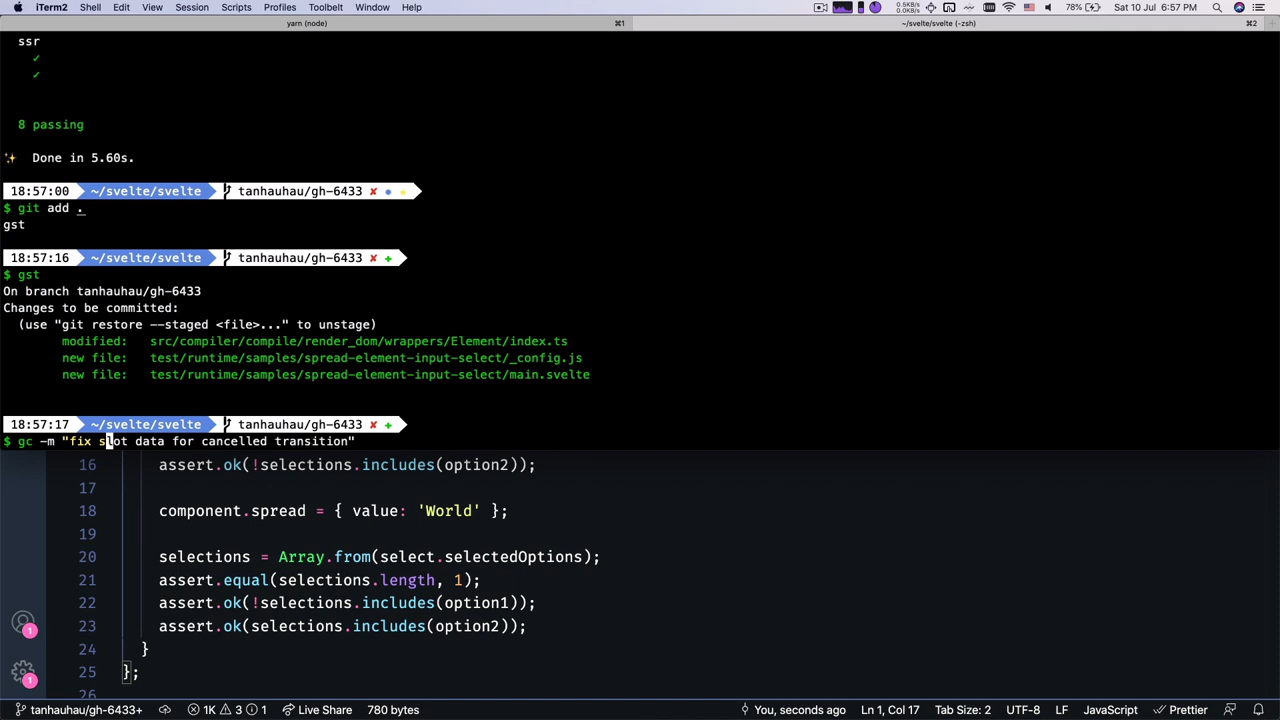 iTerm2 Shell Edit View Session Scripts Profiles Toolbelt Window Help 0.5KB/s 0.0KB/s 78% Sat 10 Jul 6:57 PM
yarn (node) ⌘1 ~/svelte/svelte (-zsh) ⌘2
ssr
✓
✓
8 passing
✨ Done in 5.60s.
18:57:00 ~/svelte/svelte tanhauhau/gh-6433 ✘
$ git add .
gst
18:57:16 ~/svelte/svelte tanhauhau/gh-6433 ✘ +
$ gst
On branch tanhauhau/gh-6433
Changes to be committed:
(use "git restore --staged <file>..." to unstage)
modified: src/compiler/compile/render_dom/wrappers/Element/index.ts
new file: test/runtime/samples/spread-element-input-select/_config.js
new file: test/runtime/samples/spread-element-input-select/main.svelte
18:57:17 ~/svelte/svelte tanhauhau/gh-6433 ✘ +
$ gc -m "fix slot data for cancelled transition"
16 assert.ok(!selections.includes(option2));
17
18 component.spread = { value: 'World' };
19
20 selections = Array.from(select.selectedOptions);
21 assert.equal(selections.length, 1);
22 assert.ok(!selections.includes(option1));
23 assert.ok(selections.includes(option2));
24 }
25 };
26
1
1
tanhauhau/gh-6433+ 1K 3 1 Live Share 780 bytes You, seconds ago Ln 1, Col 17 Tab Size: 2 UTF-8 LF JavaScript Prettier